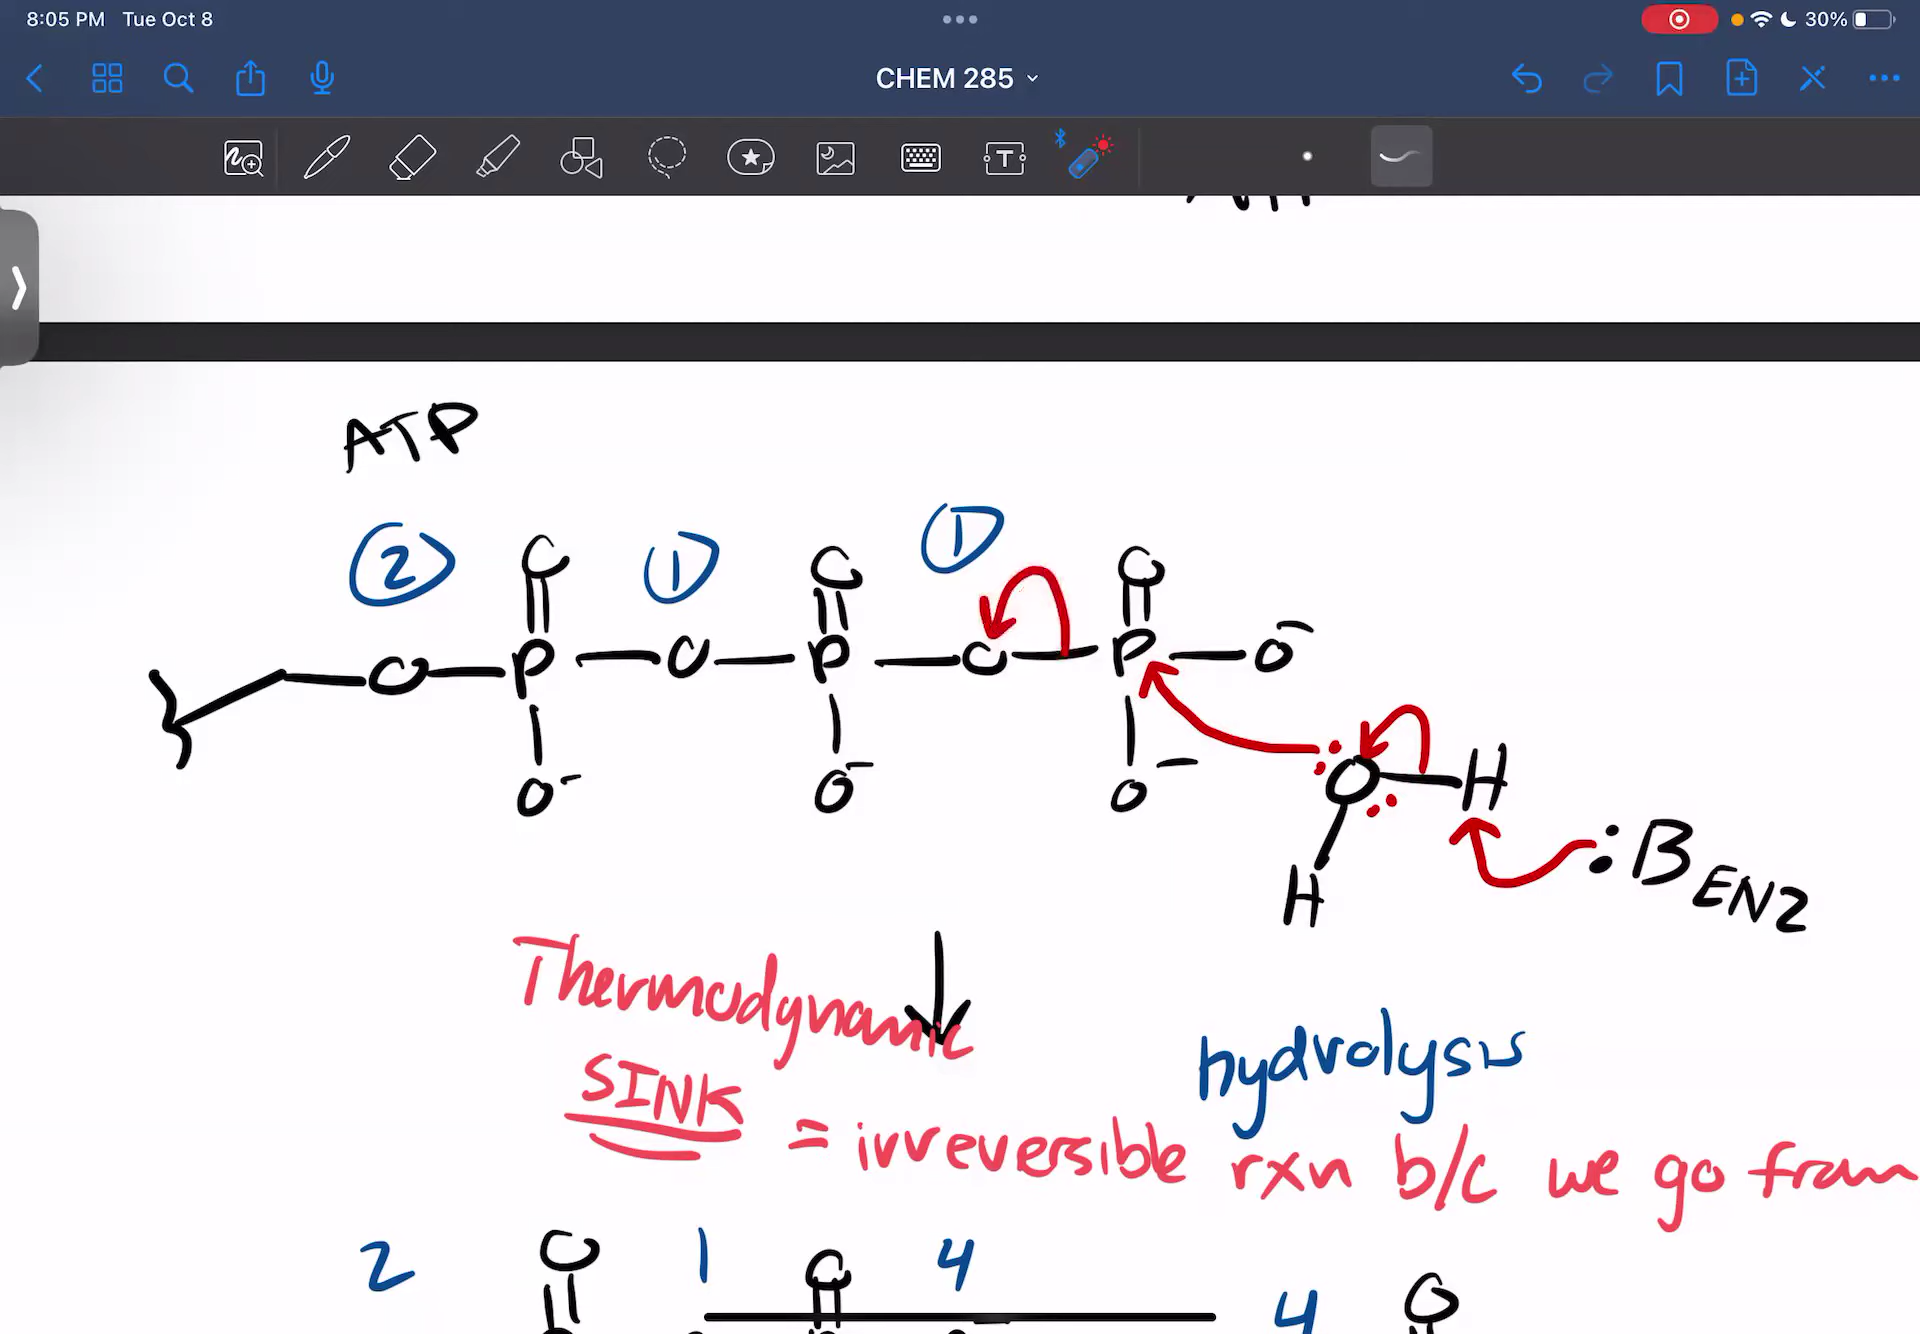 8:05 PM Tue Oct 8
30%
CHEM 285
T
ATP
② O ① O ① O
O—P—O—P—O—P—O⁻
O⁻ O⁻ O⁻
:O—H
H
:B ENZ
Thermodynamic
hydrolysis
SINK = irreversible rxn b/c we go from
2 O 1 O 4 4 O